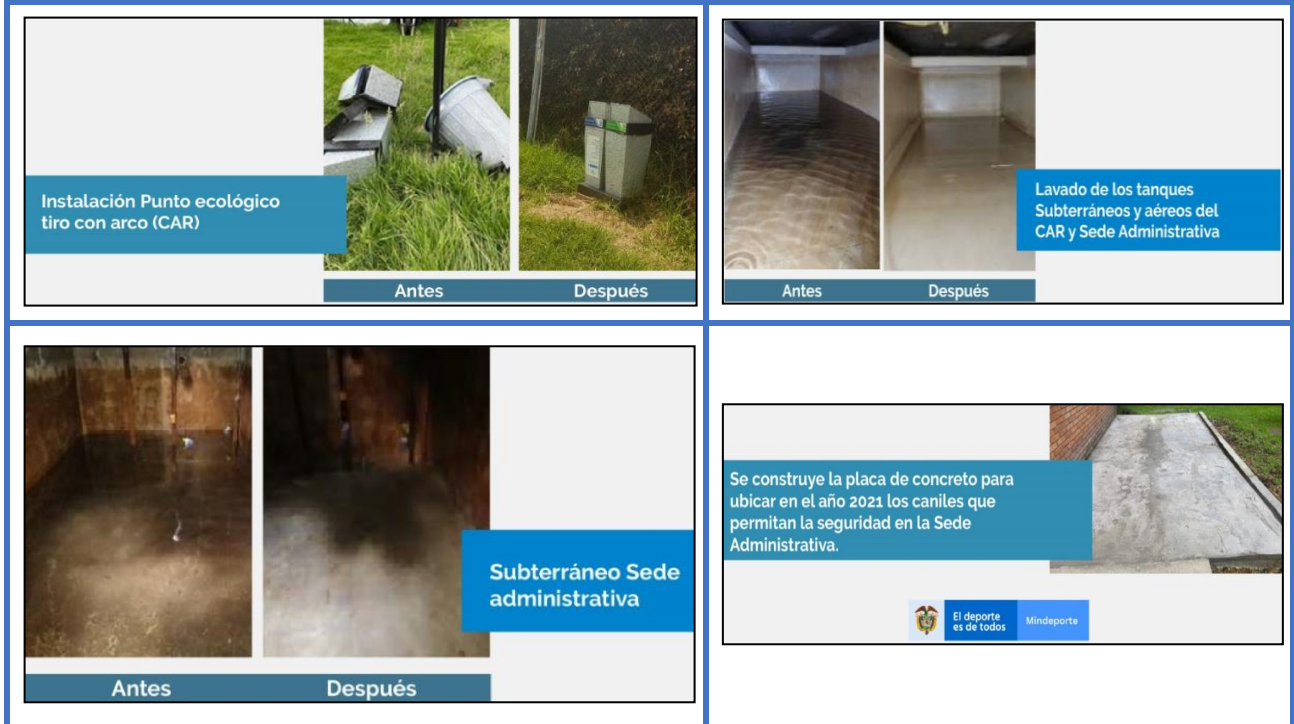 Instalación Punto ecológico
tiro con arco (CAR)
Antes
Después
Lavado de los tanques
Subterráneos y aéreos del
CAR y Sede Administrativa
Antes
Después
Subterráneo Sede
administrativa
Antes
Después
Se construye la placa de concreto para
ubicar en el año 2021 los caniles que
permitan la seguridad en la Sede
Administrativa.
El deporte
es de todos
Mindeporte